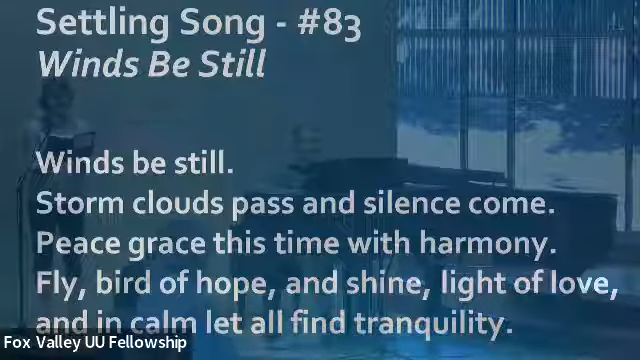 Settling Song - #83
Winds Be Still
Winds be still.
Storm clouds pass and silence come.
Peace grace this time with harmony.
Fly, bird of hope, and shine, light of love,
and in calm let all find tranquility.
Fox Valley UU Fellowship